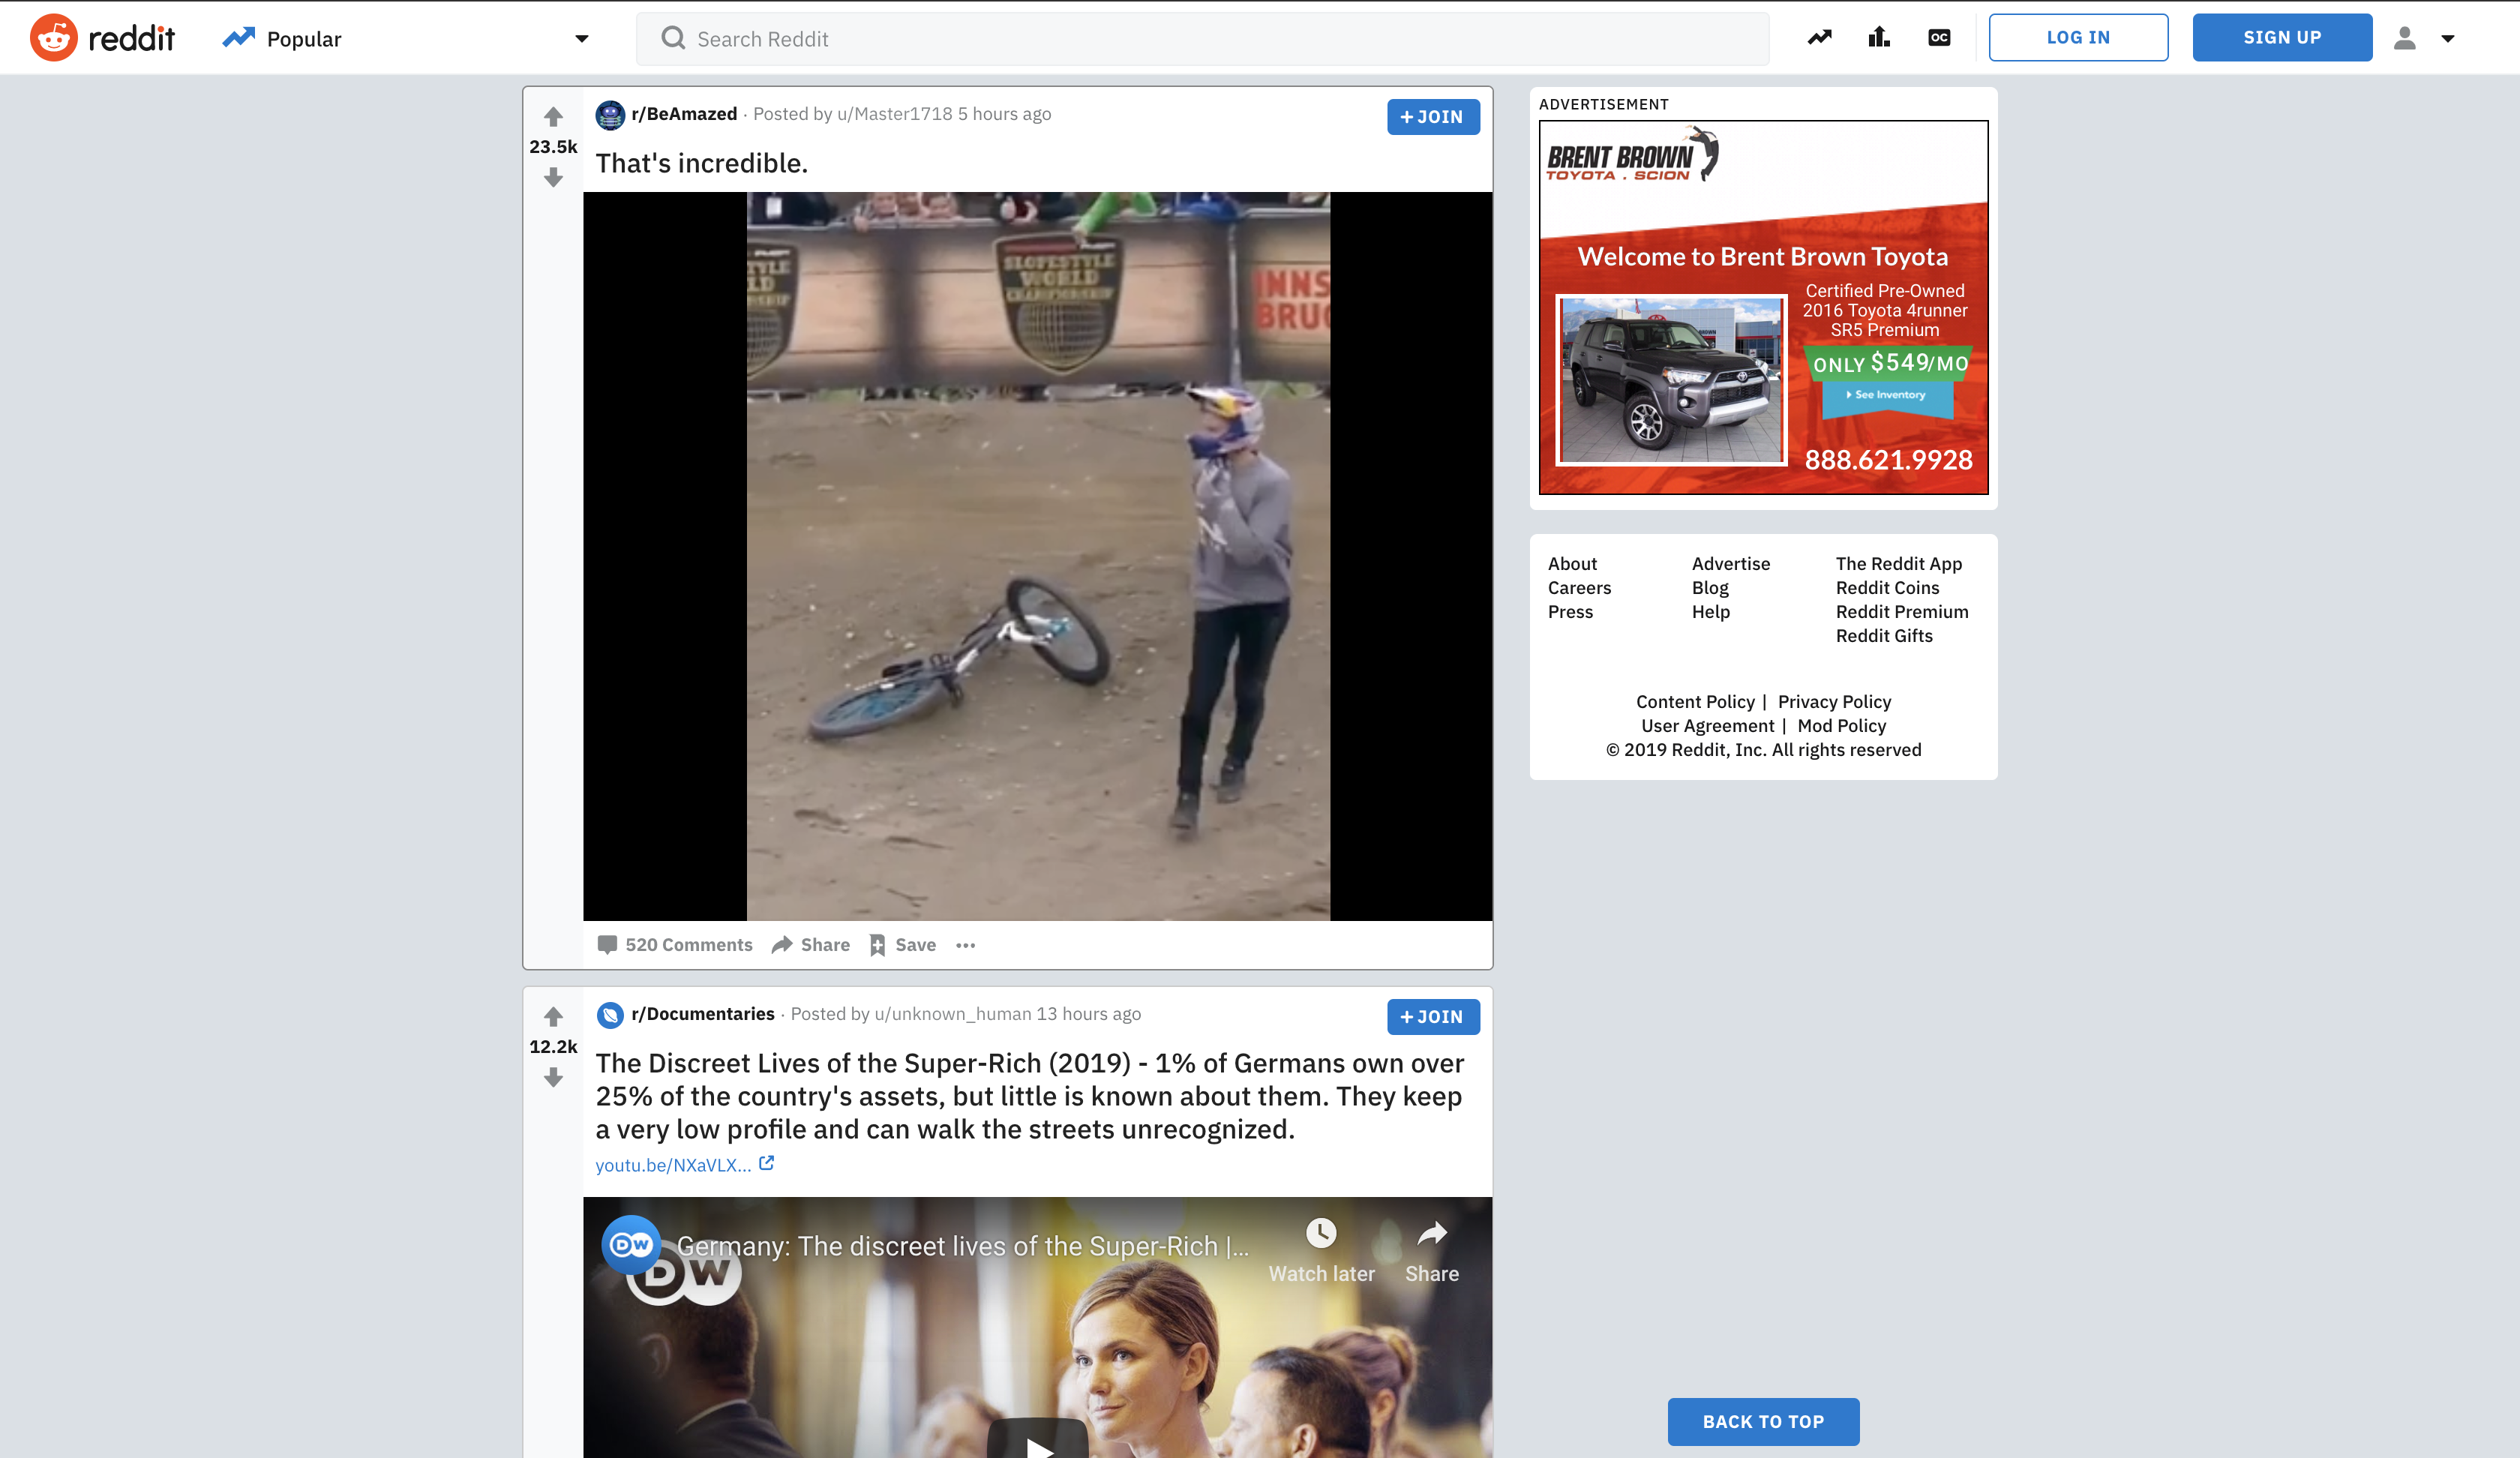 reddit
Popular
Search Reddit
OC
LOG IN
SIGN UP
r/BeAmazed · Posted by u/Master1718 5 hours ago
+ JOIN
23.5k
That's incredible.
SLOPESTYLE
WORLD
CHAMPIONSHIP
INNS
BRUC
520 Comments
Share
Save
r/Documentaries · Posted by u/unknown_human 13 hours ago
+ JOIN
12.2k
The Discreet Lives of the Super-Rich (2019) - 1% of Germans own over
25% of the country's assets, but little is known about them. They keep
a very low profile and can walk the streets unrecognized.
youtu.be/NXaVLX...
DW
Germany: The discreet lives of the Super-Rich |...
DW
Watch later
Share
ADVERTISEMENT
BRENT BROWN
TOYOTA . SCION
Welcome to Brent Brown Toyota
Certified Pre-Owned
2016 Toyota 4runner
SR5 Premium
ONLY $549/MO
See Inventory
888.621.9928
About
Careers
Press
Advertise
Blog
Help
The Reddit App
Reddit Coins
Reddit Premium
Reddit Gifts
Content Policy | Privacy Policy
User Agreement | Mod Policy
© 2019 Reddit, Inc. All rights reserved
BACK TO TOP